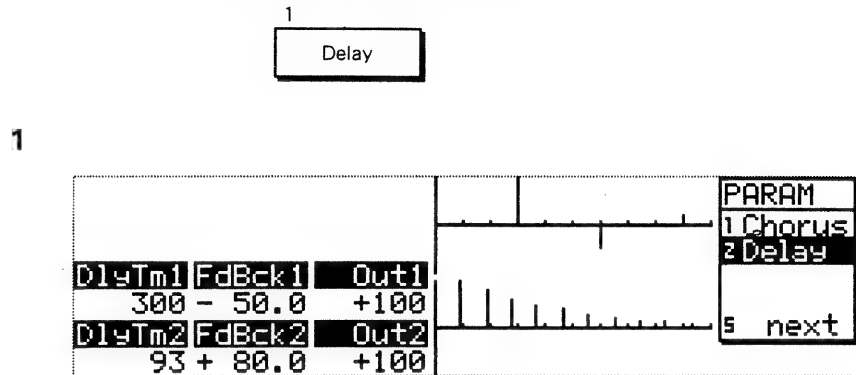 1
Delay
1
PARAM
1 Chorus
2 Delay
DlyTm1 FdBck1 Out1
300 - 50.0 +100
DlyTm2 FdBck2 Out2
93 + 80.0 +100
5 next